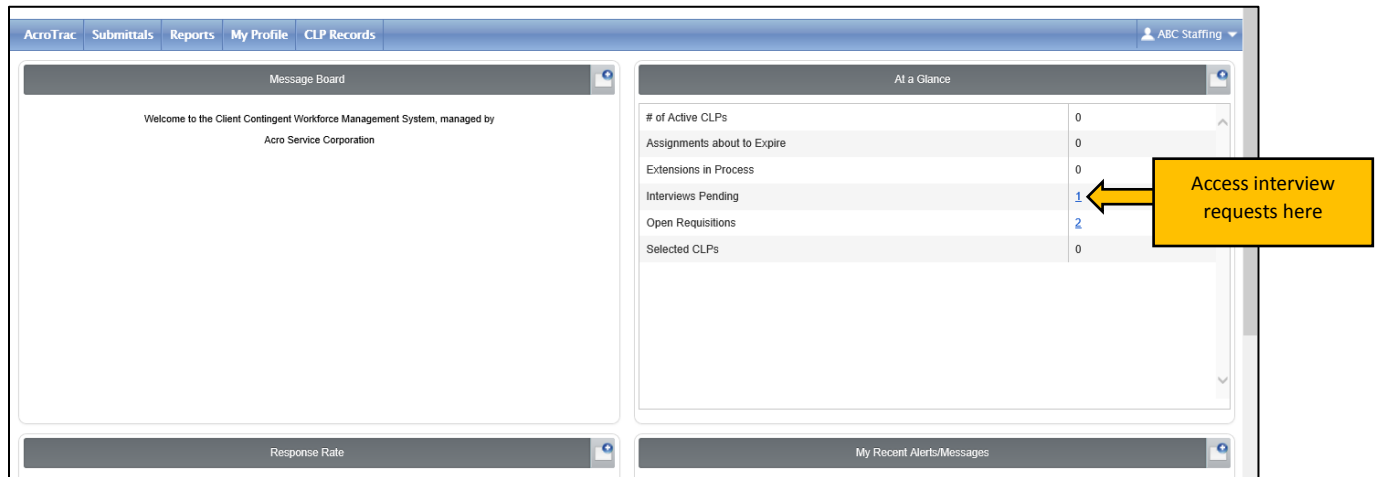 AcroTrac Submittals Reports My Profile CLP Records ABC Staffing
Message Board
Welcome to the Client Contingent Workforce Management System, managed by
Acro Service Corporation
At a Glance
# of Active CLPs 0
Assignments about to Expire 0
Extensions in Process 0
Interviews Pending 1
Open Requisitions 2
Selected CLPs 0
Access interview
requests here
Response Rate
My Recent Alerts/Messages